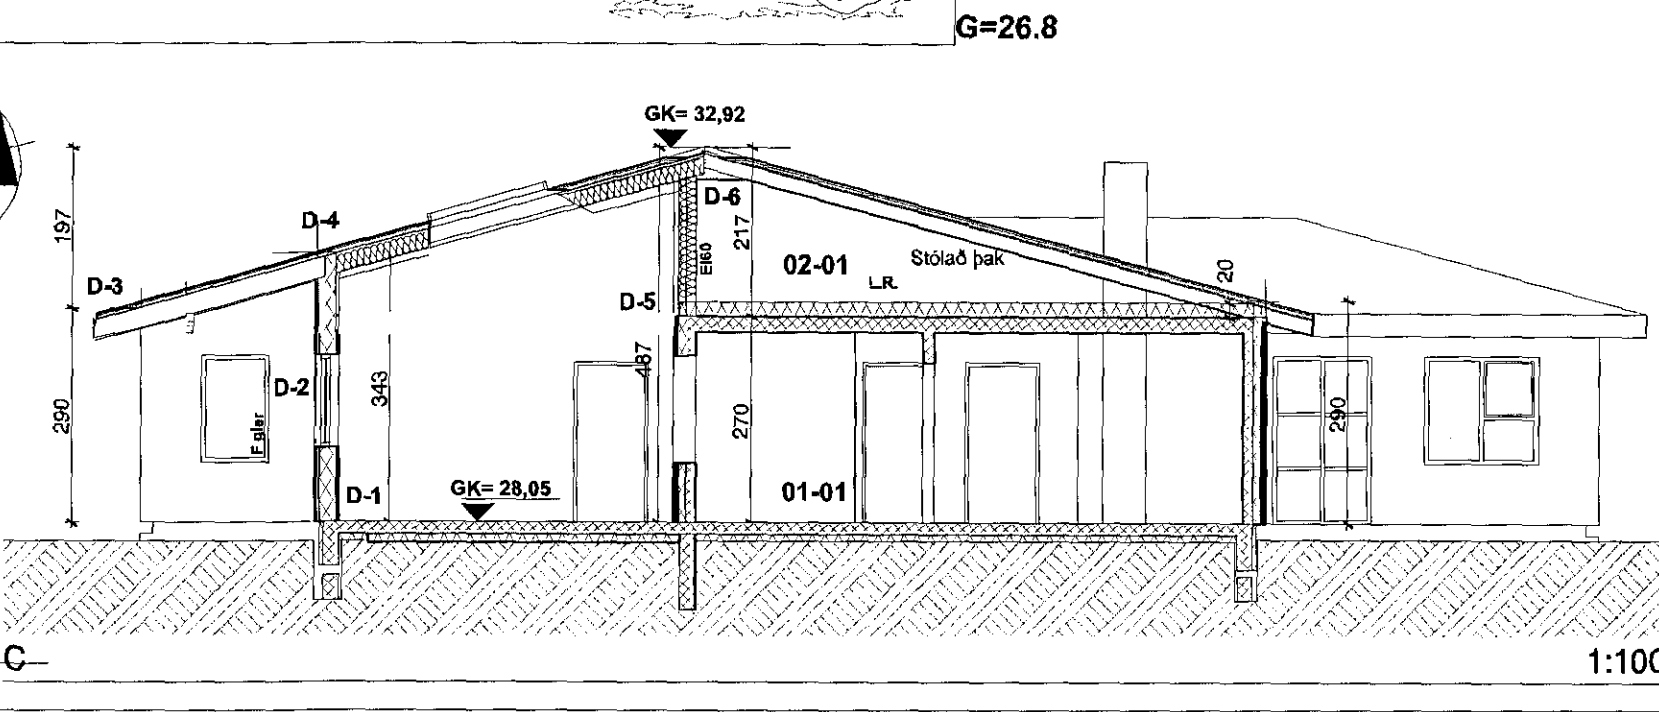 G=26.8
GK= 32,92
D-4
D-6
197
217
EI60
02-01
Stólað þak
L.R.
20
D-3
D-5
487
D-2
343
290
F gler
270
290
D-1
GK= 28,05
01-01
C
1:100